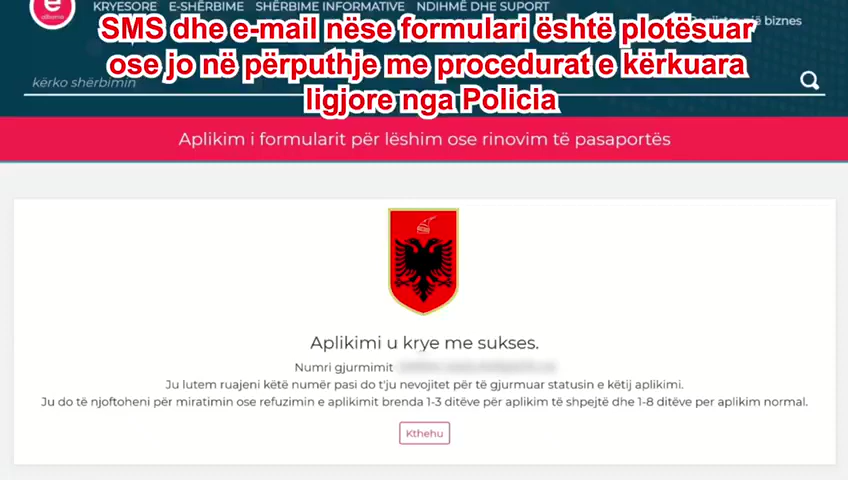 KRYESORE E-SHËRBIME SHËRBIME INFORMATIVE NDIHMË DHE SUPORT
një biznes
SMS dhe e-mail nëse formulari është plotësuar
ose jo në përputhje me procedurat e kërkuara
ligjore nga Policia
kërko shërbimin
Aplikim i formularit për lëshim ose rinovim të pasaportës
Aplikimi u krye me sukses.
Numri gjurmimit
Ju lutem ruajeni këtë numër pasi do t'ju nevojitet për të gjurmuar statusin e këtij aplikimi.
Ju do të njoftoheni për miratimin ose refuzimin e aplikimit brenda 1-3 ditëve për aplikim të shpejtë dhe 1-8 ditëve per aplikim normal.
Kthehu